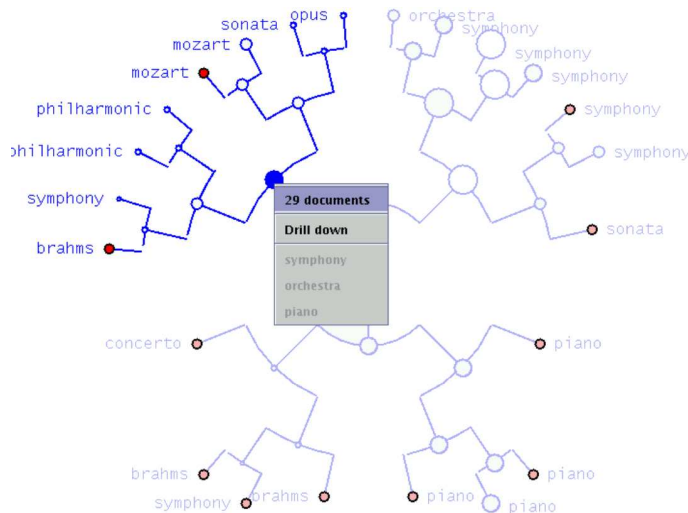 opus
orchestra
sonata
symphony
mozart
symphony
mozart
symphony
philharmonic
symphony
philharmonic
symphony
symphony
29 documents
brahms
Drill down
sonata
symphony
orchestra
piano
concerto
piano
brahms
piano
symphony
brahms
piano
piano